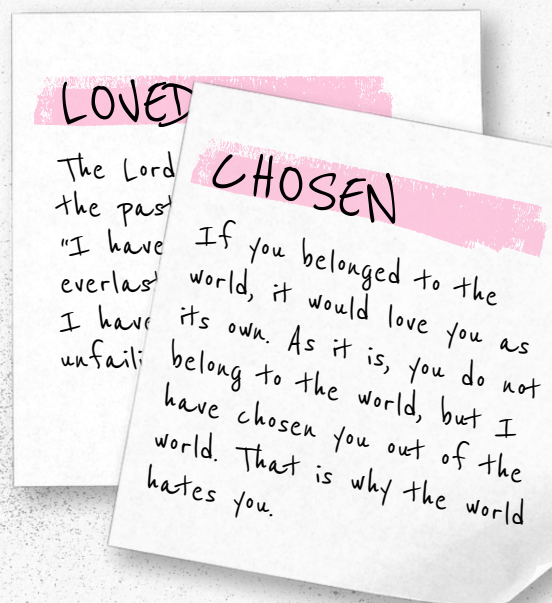 LOVED
The Lord
the past
"I have
everlast
I have
unfaili
CHOSEN
If you belonged to the
world, it would love you as
its own. As it is, you do not
belong to the world, but I
have chosen you out of the
world. That is why the world
hates you.